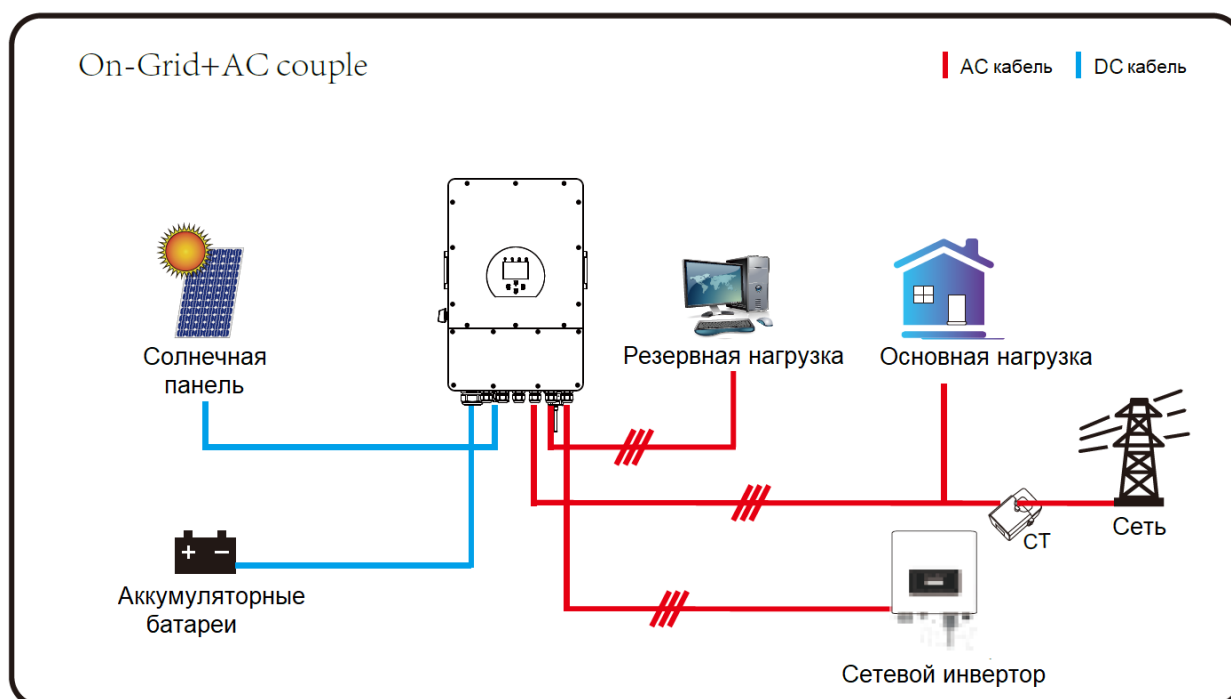 On-Grid+AC couple
AC кабель
DC кабель
Солнечная
панель
Резервная нагрузка
Основная нагрузка
Сеть
CT
Аккумуляторные
батареи
Сетевой инвертор